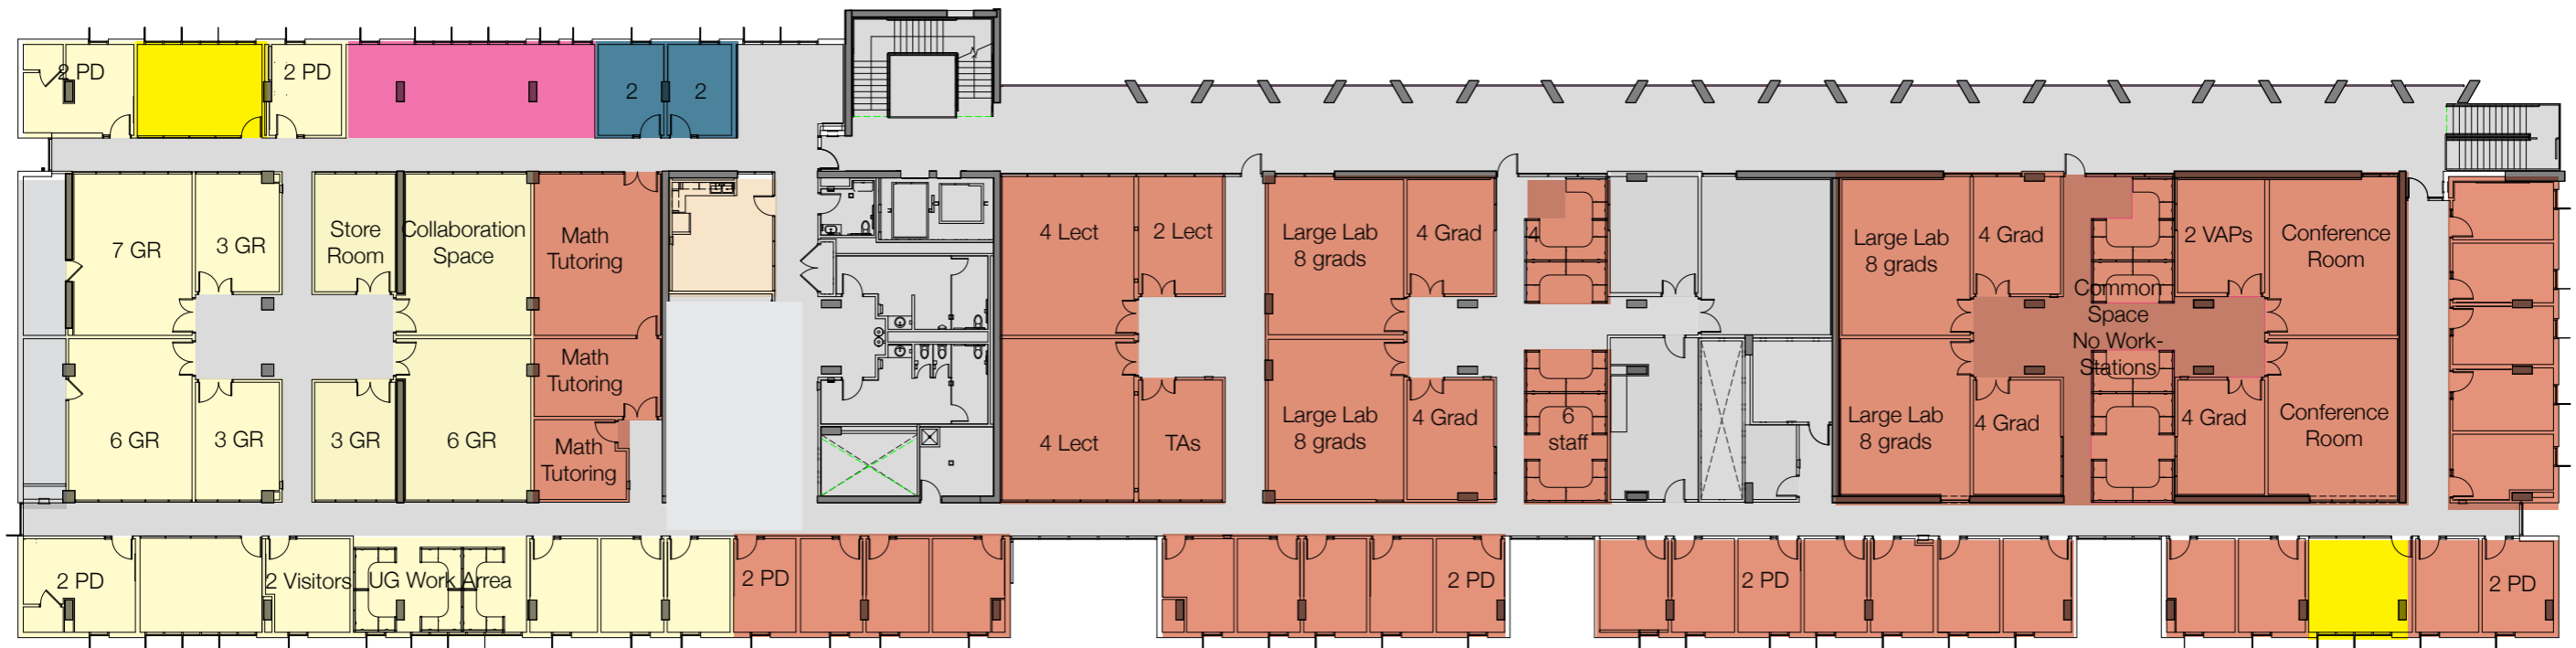 2 PD
2 PD
2
2
7 GR
3 GR
Store
Room
Collaboration
Space
Math
Tutoring
4 Lect
2 Lect
Large Lab
8 grads
4 Grad
4
Large Lab
8 grads
4 Grad
2 VAPs
Conference
Room
Common
Space
No Work-
Stations
6 GR
3 GR
3 GR
6 GR
Math
Tutoring
Math
Tutoring
4 Lect
TAs
Large Lab
8 grads
4 Grad
6
staff
Large Lab
8 grads
4 Grad
4 Grad
Conference
Room
2 PD
2 Visitors
UG Work Arrea
2 PD
2 PD
2 PD
2 PD